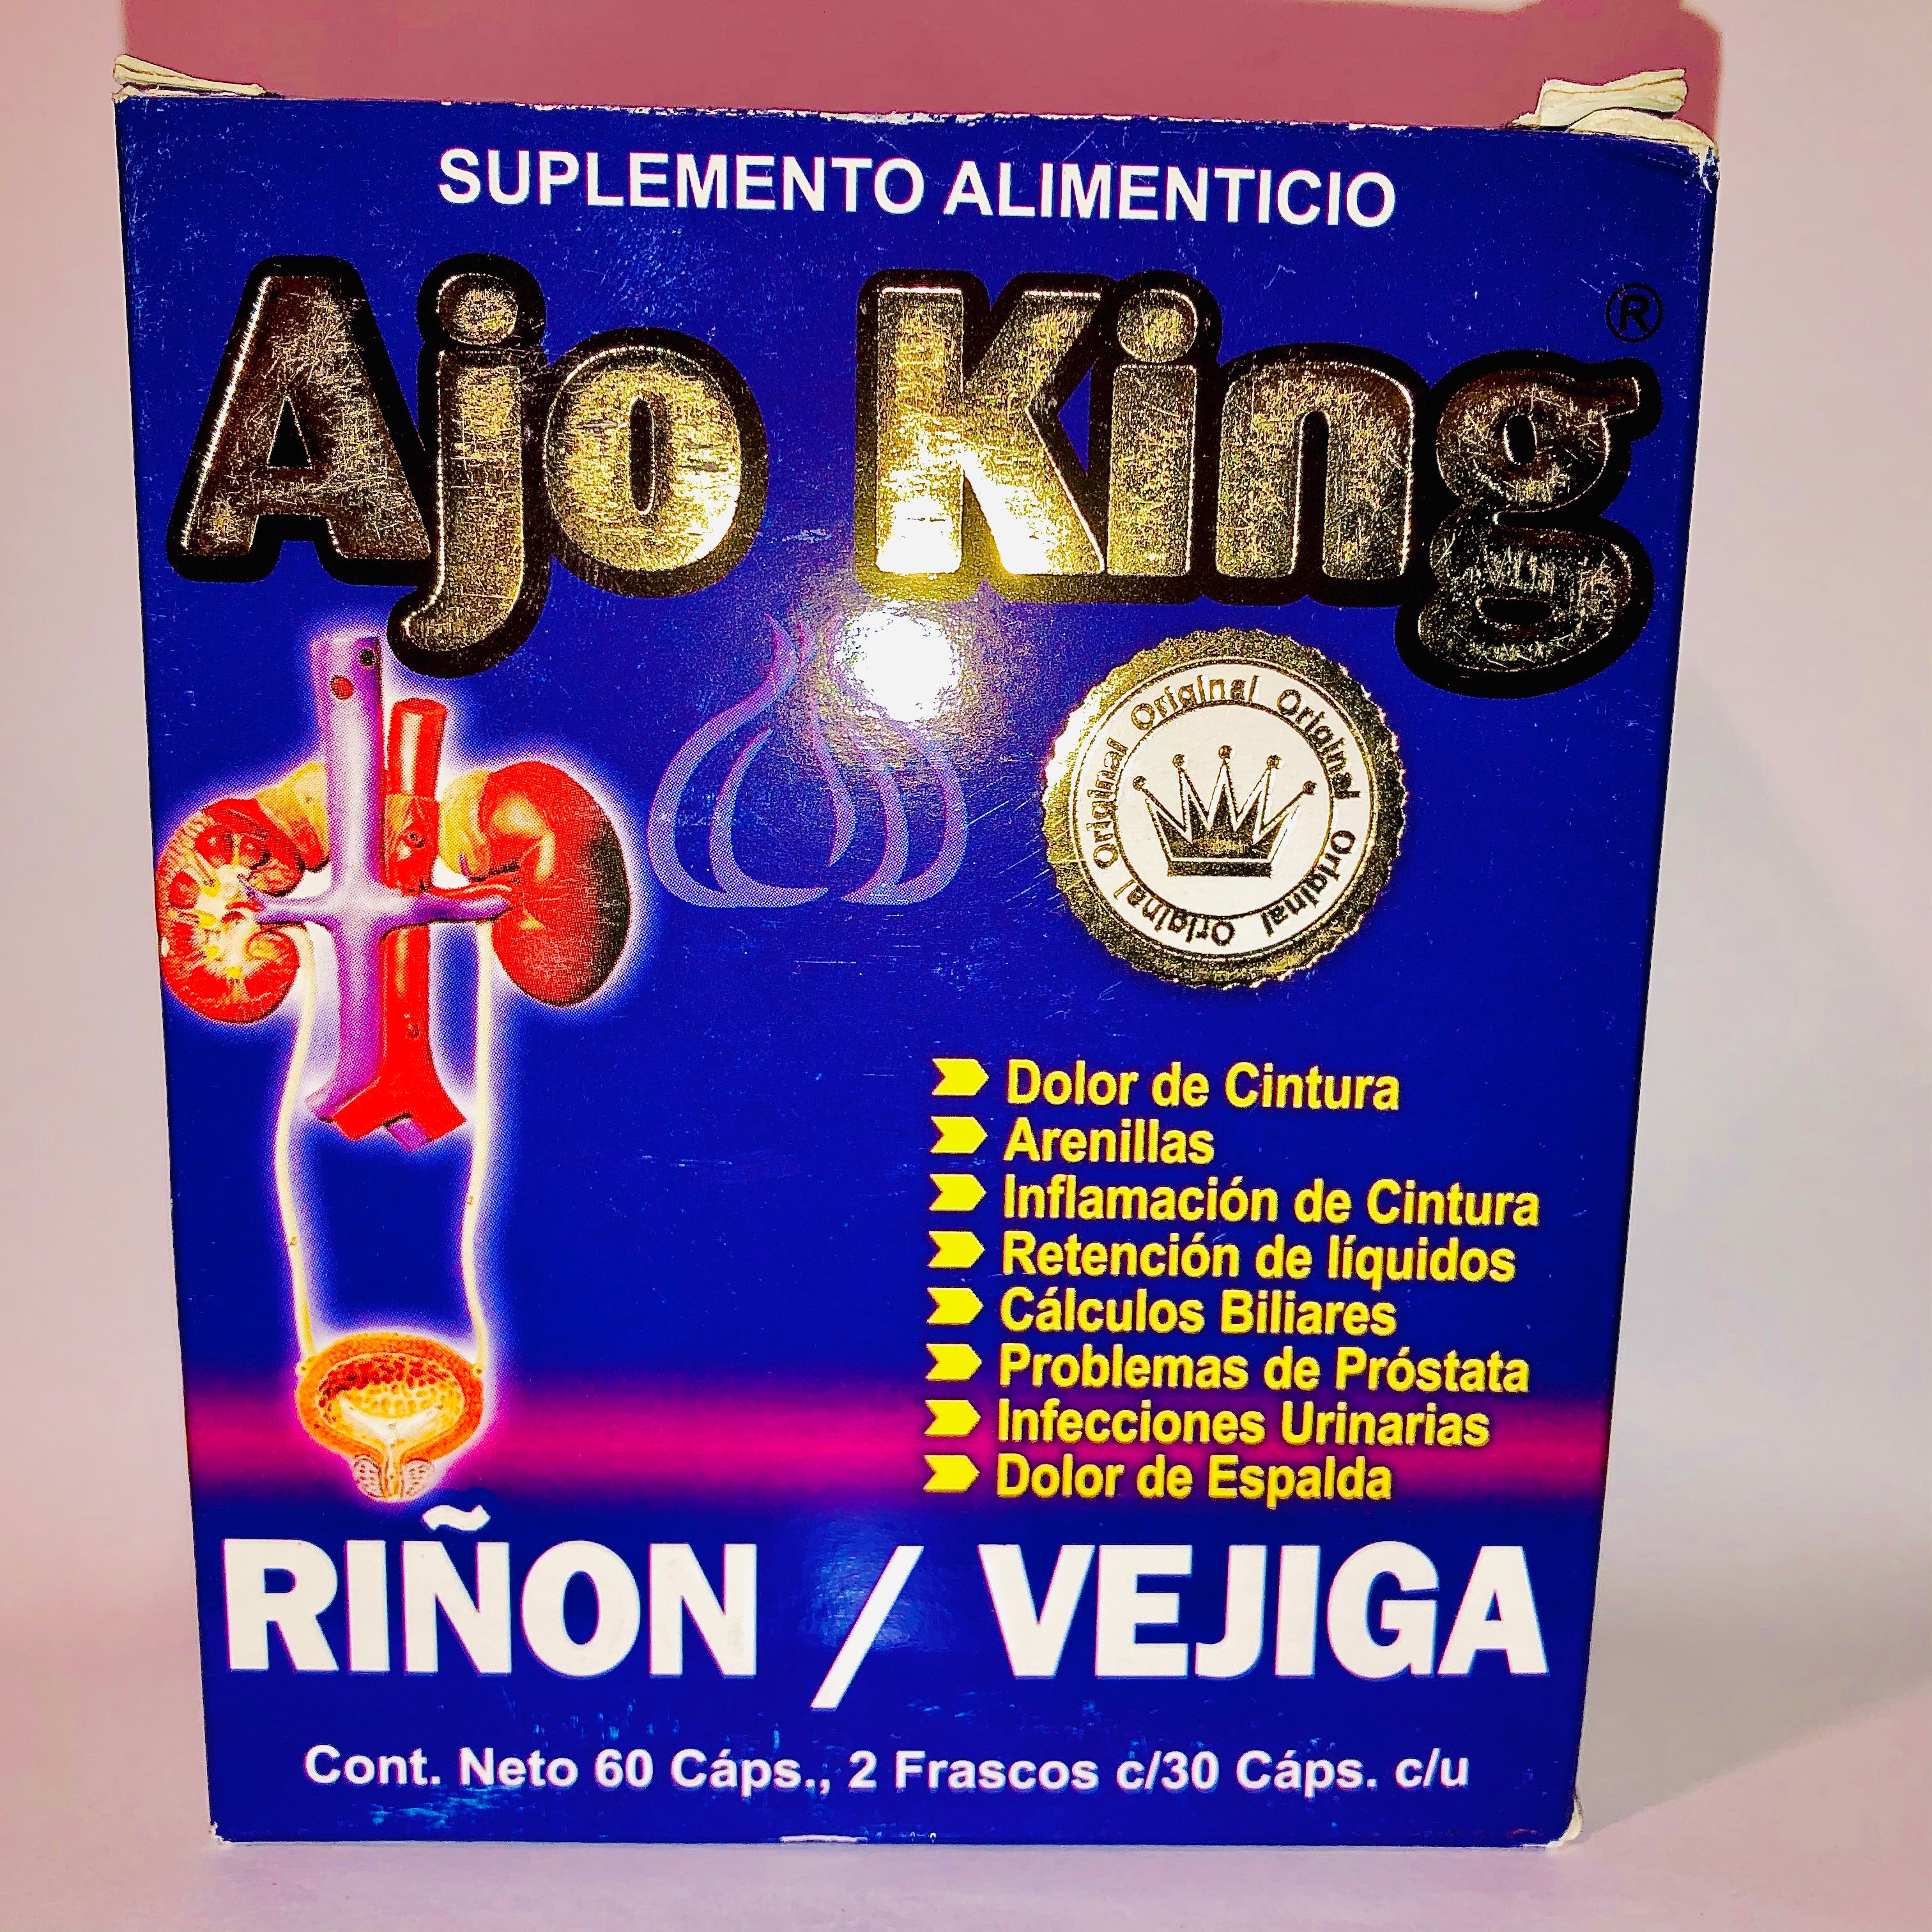 SUPLEMENTO ALIMENTICIO
Ajo King ®
Original Original Original Original Original Original
Dolor de Cintura
Arenillas
Inflamación de Cintura
Retención de líquidos
Cálculos Biliares
Problemas de Próstata
Infecciones Urinarias
Dolor de Espalda
RIÑON / VEJIGA
Cont. Neto 60 Cáps., 2 Frascos c/30 Cáps. c/u